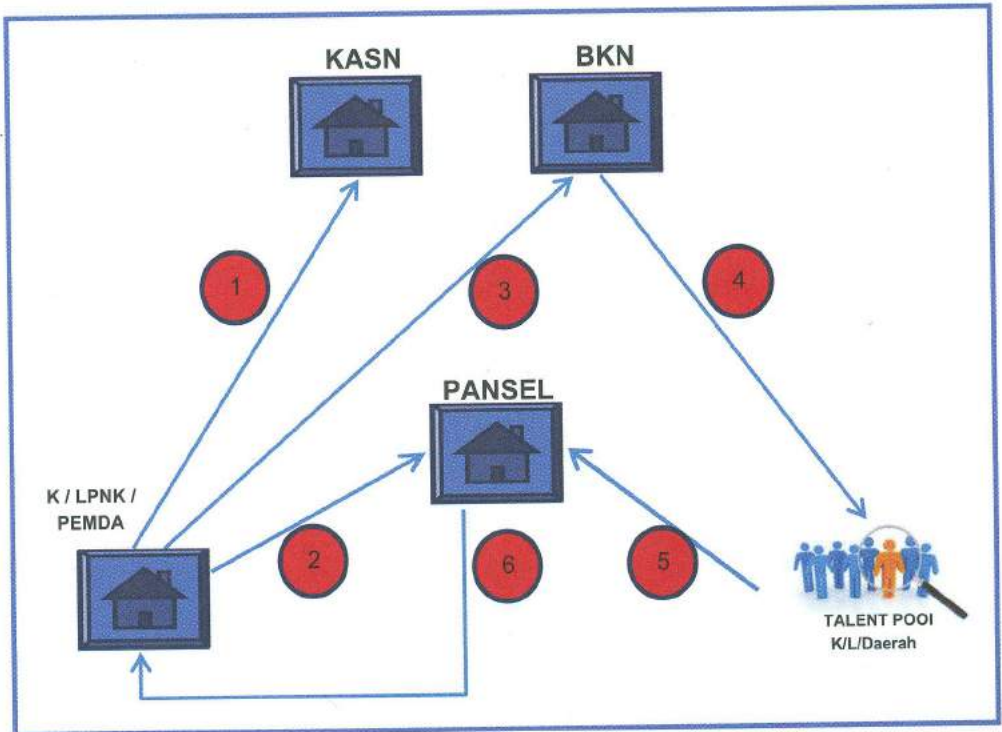 KASN
BKN
1
3
4
PANSEL
K / LPNK /
PEMDA
2
6
5
TALENT POOI
K/L/Daerah